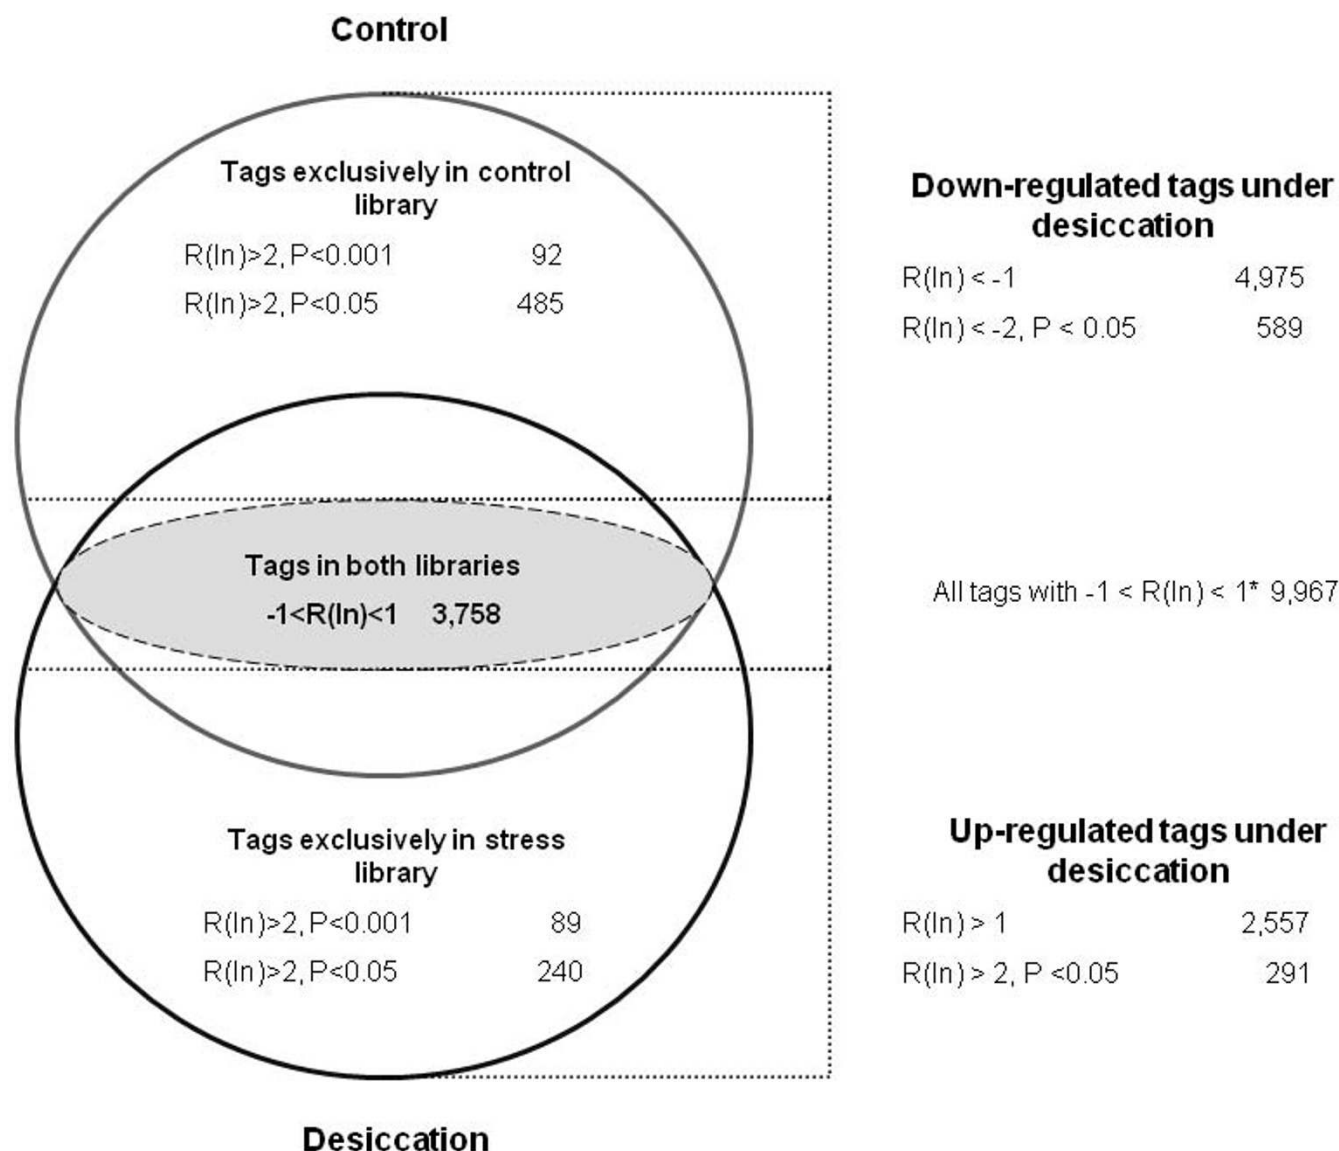 Control
Tags exclusively in control
library
R(ln)>2, P<0.001 92
R(ln)>2, P<0.05 485
Down-regulated tags under
desiccation
R(ln) < -1 4,975
R(ln) < -2, P < 0.05 589
Tags in both libraries
-1<R(ln)<1 3,758
All tags with -1 < R(ln) < 1* 9,967
Tags exclusively in stress
library
R(ln)>2, P<0.001 89
R(ln)>2, P<0.05 240
Up-regulated tags under
desiccation
R(ln) > 1 2,557
R(ln) > 2, P <0.05 291
Desiccation